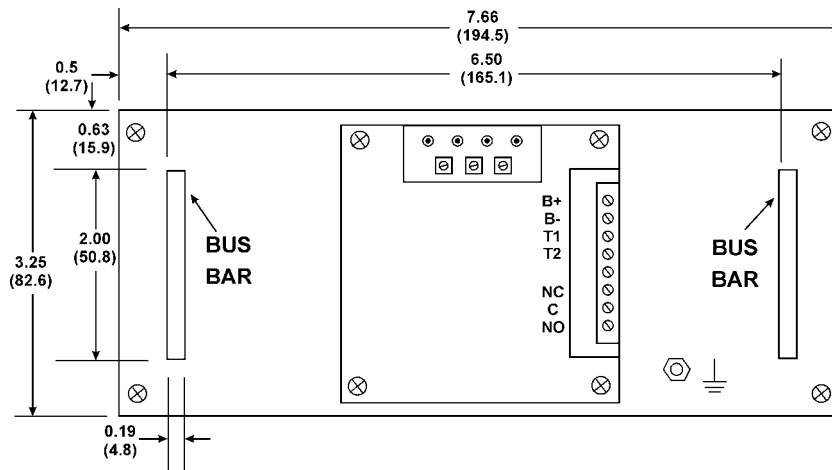 7.66
(194.5)
0.5
(12.7)
6.50
(165.1)
0.63
(15.9)
B+
B-
T1
T2
NC
C
NO
BUS
BAR
BUS
BAR
2.00
(50.8)
3.25
(82.6)
0.19
(4.8)